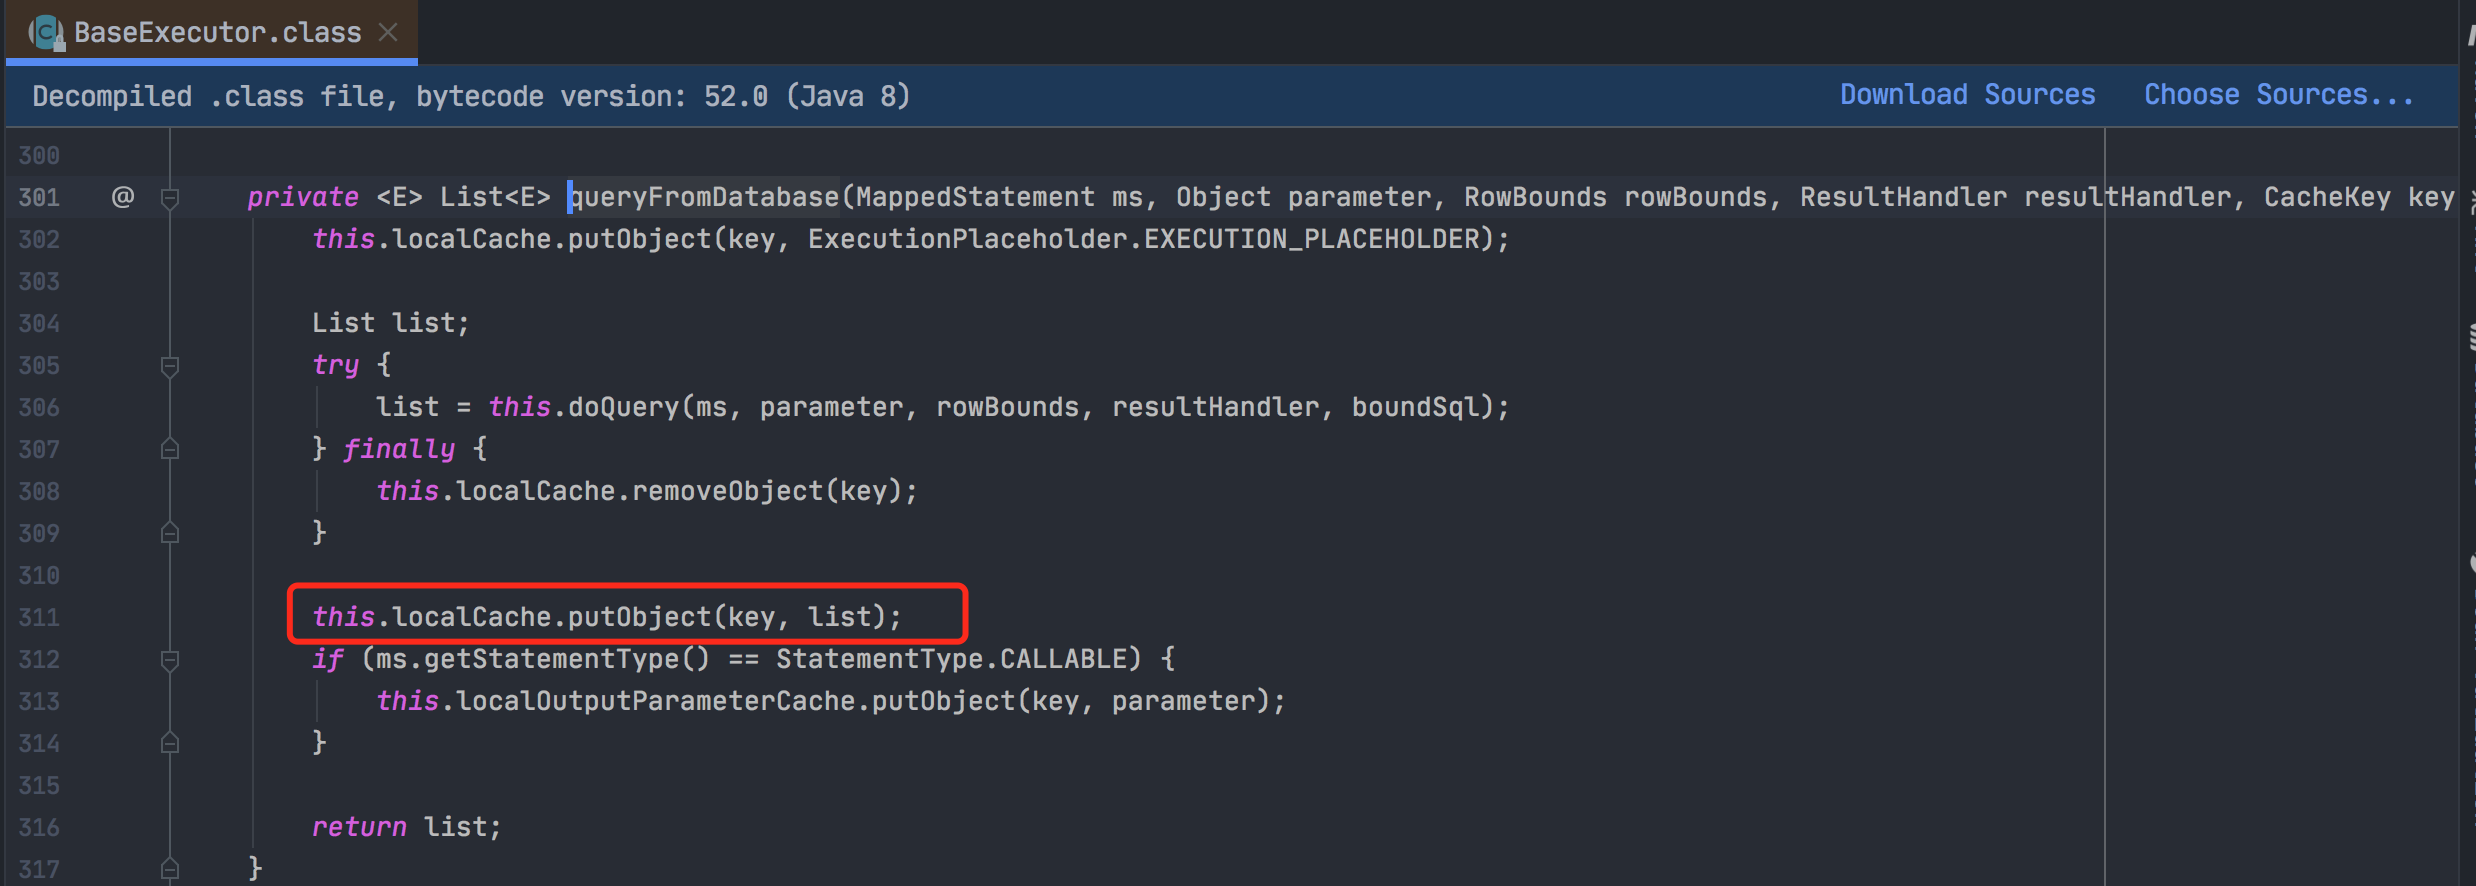 BaseExecutor.class
Decompiled .class file, bytecode version: 52.0 (Java 8) Download Sources Choose Sources...
300
301 @ private <E> List<E> queryFromDatabase(MappedStatement ms, Object parameter, RowBounds rowBounds, ResultHandler resultHandler, CacheKey key
302 this.localCache.putObject(key, ExecutionPlaceholder.EXECUTION_PLACEHOLDER);
303
304 List list;
305 try {
306 list = this.doQuery(ms, parameter, rowBounds, resultHandler, boundSql);
307 } finally {
308 this.localCache.removeObject(key);
309 }
310
311 this.localCache.putObject(key, list);
312 if (ms.getStatementType() == StatementType.CALLABLE) {
313 this.localOutputParameterCache.putObject(key, parameter);
314 }
315
316 return list;
317 }